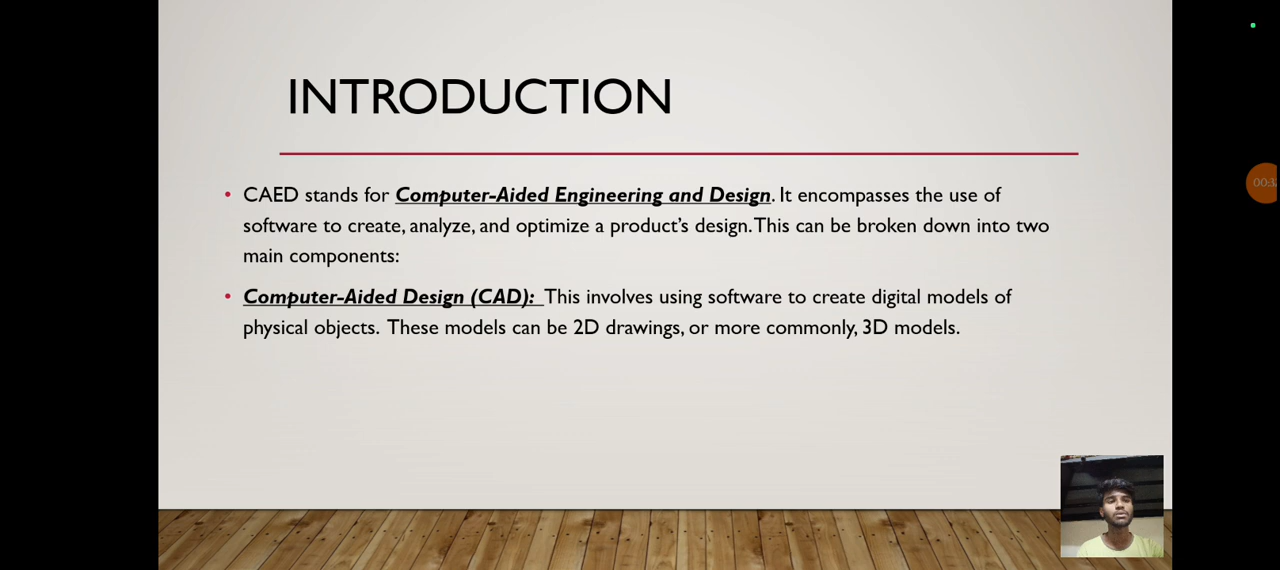 INTRODUCTION
• CAED stands for Computer-Aided Engineering and Design. It encompasses the use of
software to create, analyze, and optimize a product’s design. This can be broken down into two
main components:
• Computer-Aided Design (CAD): This involves using software to create digital models of
physical objects. These models can be 2D drawings, or more commonly, 3D models.